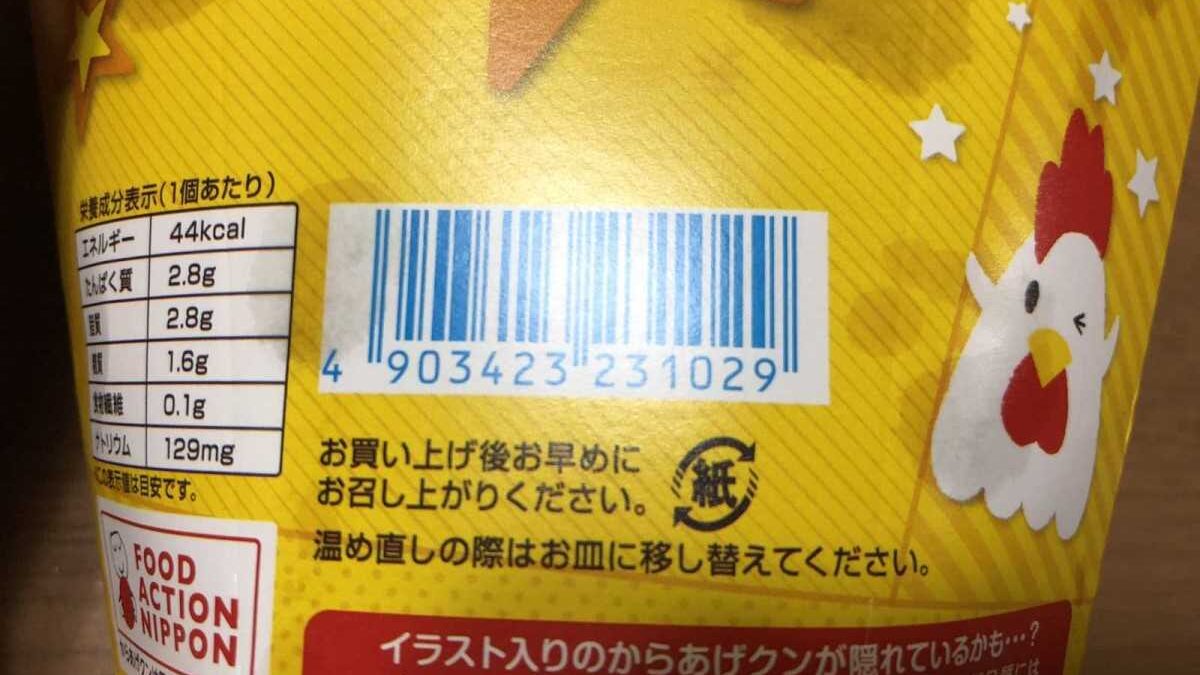 栄養成分表示(1個あたり)
エネルギー 44kcal
たんぱく質 2.8g
脂質 2.8g
糖質 1.6g
食物繊維 0.1g
ナトリウム 129mg
この表示値は目安です。
4 903423 231029
お買い上げ後お早めに
お召し上がりください。
紙
温め直しの際はお皿に移し替えてください。
FOOD
ACTION
NIPPON
イラスト入りのからあげクンが隠れているかも…?